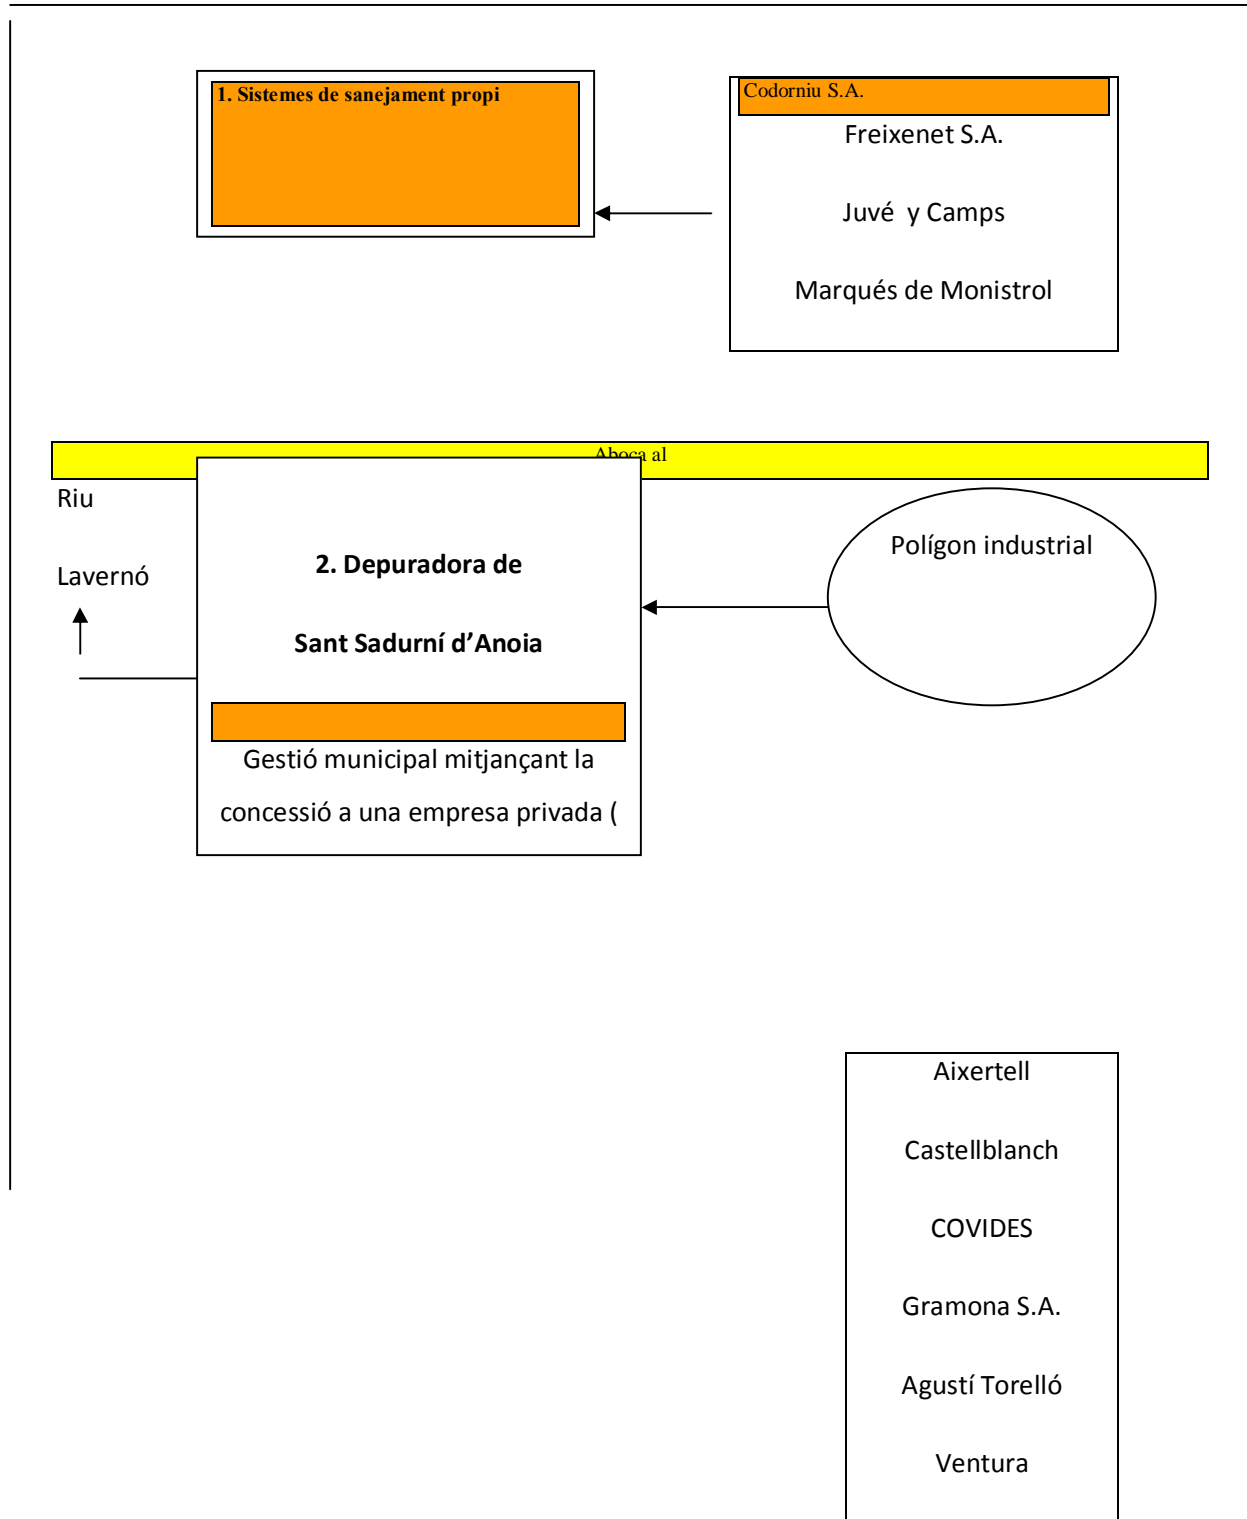 1. Sistemes de sanejament propi
Codorniu S.A.
Freixenet S.A.
Juvé y Camps
Marqués de Monistrol
Aboca al
Riu
Lavernó
2. Depuradora de
Sant Sadurní d’Anoia
Gestió municipal mitjançant la
concessió a una empresa privada (
Polígon industrial
Aixertell
Castellblanch
COVIDES
Gramona S.A.
Agustí Torelló
Ventura